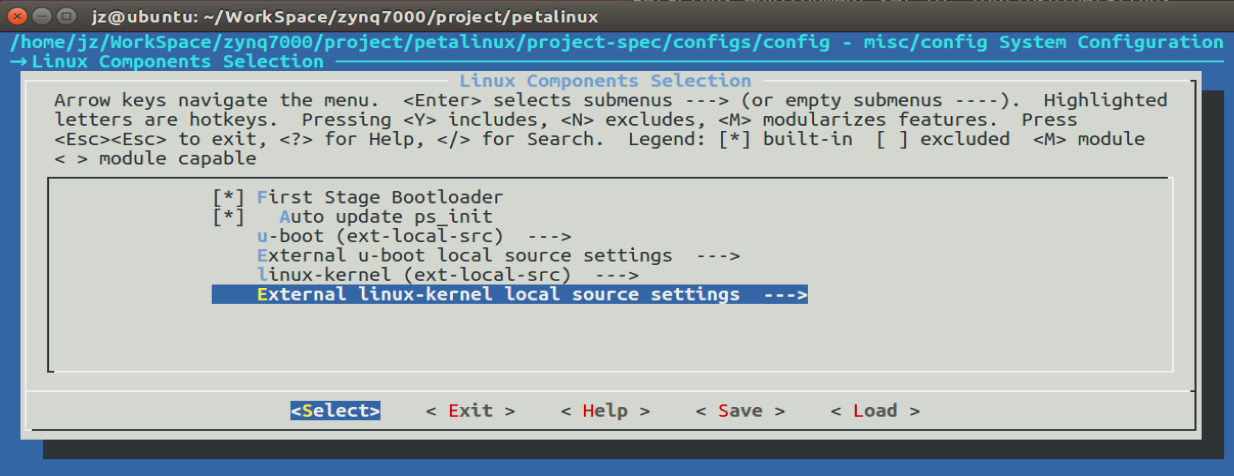 jz@ubuntu: ~/WorkSpace/zynq7000/project/petalinux
/home/jz/WorkSpace/zynq7000/project/petalinux/project-spec/configs/config - misc/config System Configuration
→ Linux Components Selection
Linux Components Selection
Arrow keys navigate the menu.  <Enter> selects submenus ---> (or empty submenus ----).  Highlighted
letters are hotkeys.  Pressing <Y> includes, <N> excludes, <M> modularizes features.  Press
<Esc><Esc> to exit, <?> for Help, </> for Search.  Legend: [*] built-in  [ ] excluded  <M> module
< > module capable
[*] First Stage Bootloader
[*]   Auto update ps_init
u-boot (ext-local-src)  --->
External u-boot local source settings  --->
linux-kernel (ext-local-src)  --->
External linux-kernel local source settings  --->
<Select>    < Exit >    < Help >    < Save >    < Load >